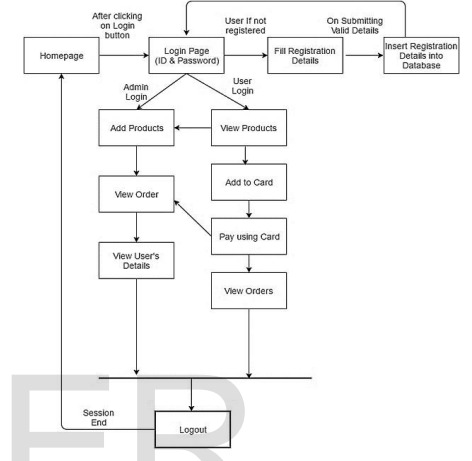 After clicking
on Login
button
User If not
registered
On Submitting
Valid Details
Homepage
Login Page
(ID & Password)
Fill Registration
Details
Insert Registration
Details into
Database
Admin
Login
User
Login
Add Products
View Products
View Order
Add to Card
Pay using Card
View User's
Details
View Orders
Session
End
Logout
ER